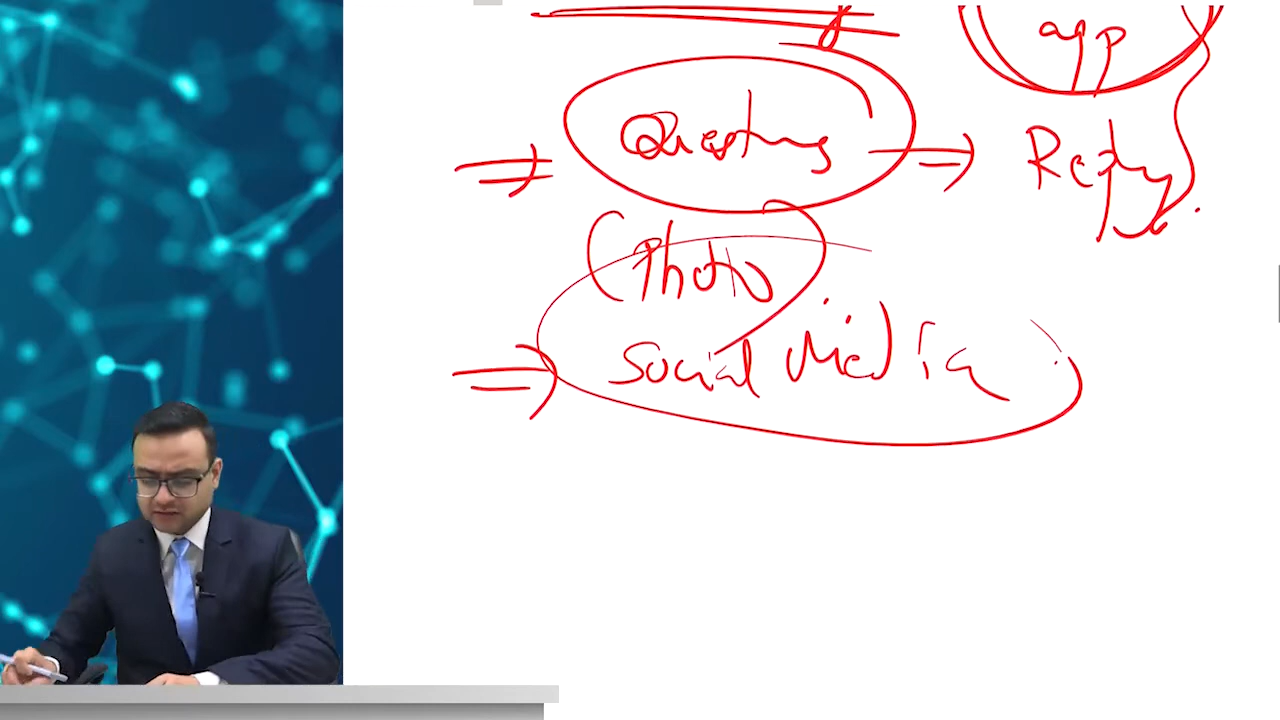 app
⇒ Questions ⇒ Reply
(Photo)
⇒ Social Media